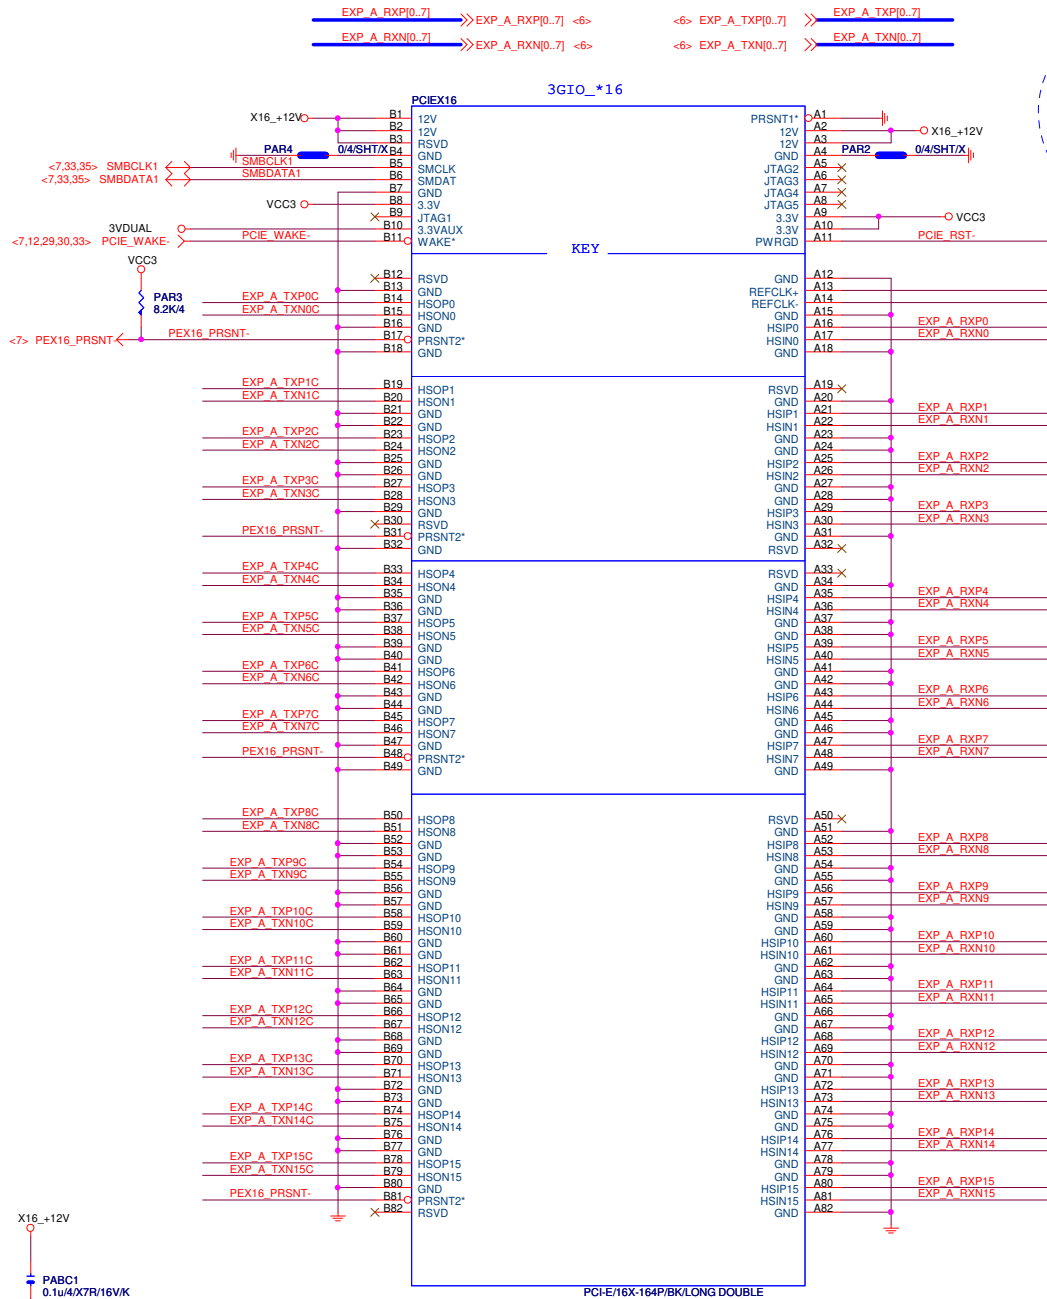 EXP_A_RXP[0..7] EXP_A_RXP[0..7] <6> <6> EXP_A_TXP[0..7] EXP_A_TXP[0..7]
EXP_A_RXN[0..7] EXP_A_RXN[0..7] <6> <6> EXP_A_TXN[0..7] EXP_A_TXN[0..7]
3GIO_*16
PCIEX16
X16_+12V B1 12V PRSNT1* A1
B2 12V 12V A2 X16_+12V
B3 RSVD 12V A3
PAR4 0/4/SHT/X B4 GND GND A4 PAR2 0/4/SHT/X
<7,33,35> SMBCLK1 SMBCLK1 B5 SMCLK JTAG2 A5
<7,33,35> SMBDATA1 SMBDATA1 B6 SMDAT JTAG3 A6
B7 GND JTAG4 A7
VCC3 B8 3.3V JTAG5 A8
B9 JTAG1 3.3V A9 VCC3
3VDUAL B10 3.3VAUX 3.3V A10
<7,12,29,30,33> PCIE_WAKE- PCIE_WAKE- B11 WAKE* PWRGD A11 PCIE_RST-
KEY
VCC3
B12 RSVD GND A12
B13 GND REFCLK+ A13
PAR3 EXP_A_TXP0C B14 HSOP0 REFCLK- A14
8.2K/4 EXP_A_TXN0C B15 HSON0 GND A15
B16 GND HSIP0 A16 EXP_A_RXP0
<7> PEX16_PRSNT- PEX16_PRSNT- B17 PRSNT2* HSIN0 A17 EXP_A_RXN0
B18 GND GND A18
EXP_A_TXP1C B19 HSOP1 RSVD A19
EXP_A_TXN1C B20 HSON1 GND A20
B21 GND HSIP1 A21 EXP_A_RXP1
B22 GND HSIN1 A22 EXP_A_RXN1
EXP_A_TXP2C B23 HSOP2 GND A23
EXP_A_TXN2C B24 HSON2 GND A24
B25 GND HSIP2 A25 EXP_A_RXP2
B26 GND HSIN2 A26 EXP_A_RXN2
EXP_A_TXP3C B27 HSOP3 GND A27
EXP_A_TXN3C B28 HSON3 GND A28
B29 GND HSIP3 A29 EXP_A_RXP3
B30 RSVD HSIN3 A30 EXP_A_RXN3
PEX16_PRSNT- B31 PRSNT2* GND A31
B32 GND RSVD A32
EXP_A_TXP4C B33 HSOP4 RSVD A33
EXP_A_TXN4C B34 HSON4 GND A34
B35 GND HSIP4 A35 EXP_A_RXP4
B36 GND HSIN4 A36 EXP_A_RXN4
EXP_A_TXP5C B37 HSOP5 GND A37
EXP_A_TXN5C B38 HSON5 GND A38
B39 GND HSIP5 A39 EXP_A_RXP5
B40 GND HSIN5 A40 EXP_A_RXN5
EXP_A_TXP6C B41 HSOP6 GND A41
EXP_A_TXN6C B42 HSON6 GND A42
B43 GND HSIP6 A43 EXP_A_RXP6
B44 GND HSIN6 A44 EXP_A_RXN6
EXP_A_TXP7C B45 HSOP7 GND A45
EXP_A_TXN7C B46 HSON7 GND A46
B47 GND HSIP7 A47 EXP_A_RXP7
PEX16_PRSNT- B48 PRSNT2* HSIN7 A48 EXP_A_RXN7
B49 GND GND A49
EXP_A_TXP8C B50 HSOP8 RSVD A50
EXP_A_TXN8C B51 HSON8 GND A51
B52 GND HSIP8 A52 EXP_A_RXP8
B53 GND HSIN8 A53 EXP_A_RXN8
EXP_A_TXP9C B54 HSOP9 GND A54
EXP_A_TXN9C B55 HSON9 GND A55
B56 GND HSIP9 A56 EXP_A_RXP9
B57 GND HSIN9 A57 EXP_A_RXN9
EXP_A_TXP10C B58 HSOP10 GND A58
EXP_A_TXN10C B59 HSON10 GND A59
B60 GND HSIP10 A60 EXP_A_RXP10
B61 GND HSIN10 A61 EXP_A_RXN10
EXP_A_TXP11C B62 HSOP11 GND A62
EXP_A_TXN11C B63 HSON11 GND A63
B64 GND HSIP11 A64 EXP_A_RXP11
B65 GND HSIN11 A65 EXP_A_RXN11
EXP_A_TXP12C B66 HSOP12 GND A66
EXP_A_TXN12C B67 HSON12 GND A67
B68 GND HSIP12 A68 EXP_A_RXP12
B69 GND HSIN12 A69 EXP_A_RXN12
EXP_A_TXP13C B70 HSOP13 GND A70
EXP_A_TXN13C B71 HSON13 GND A71
B72 GND HSIP13 A72 EXP_A_RXP13
B73 GND HSIN13 A73 EXP_A_RXN13
EXP_A_TXP14C B74 HSOP14 GND A74
EXP_A_TXN14C B75 HSON14 GND A75
B76 GND HSIP14 A76 EXP_A_RXP14
B77 GND HSIN14 A77 EXP_A_RXN14
EXP_A_TXP15C B78 HSOP15 GND A78
EXP_A_TXN15C B79 HSON15 GND A79
B80 GND HSIP15 A80 EXP_A_RXP15
PEX16_PRSNT- B81 PRSNT2* HSIN15 A81 EXP_A_RXN15
B82 RSVD GND A82
X16_+12V
PABC1
0.1u/4/X7R/16V/K
PCI-E/16X-164P/BK/LONG DOUBLE